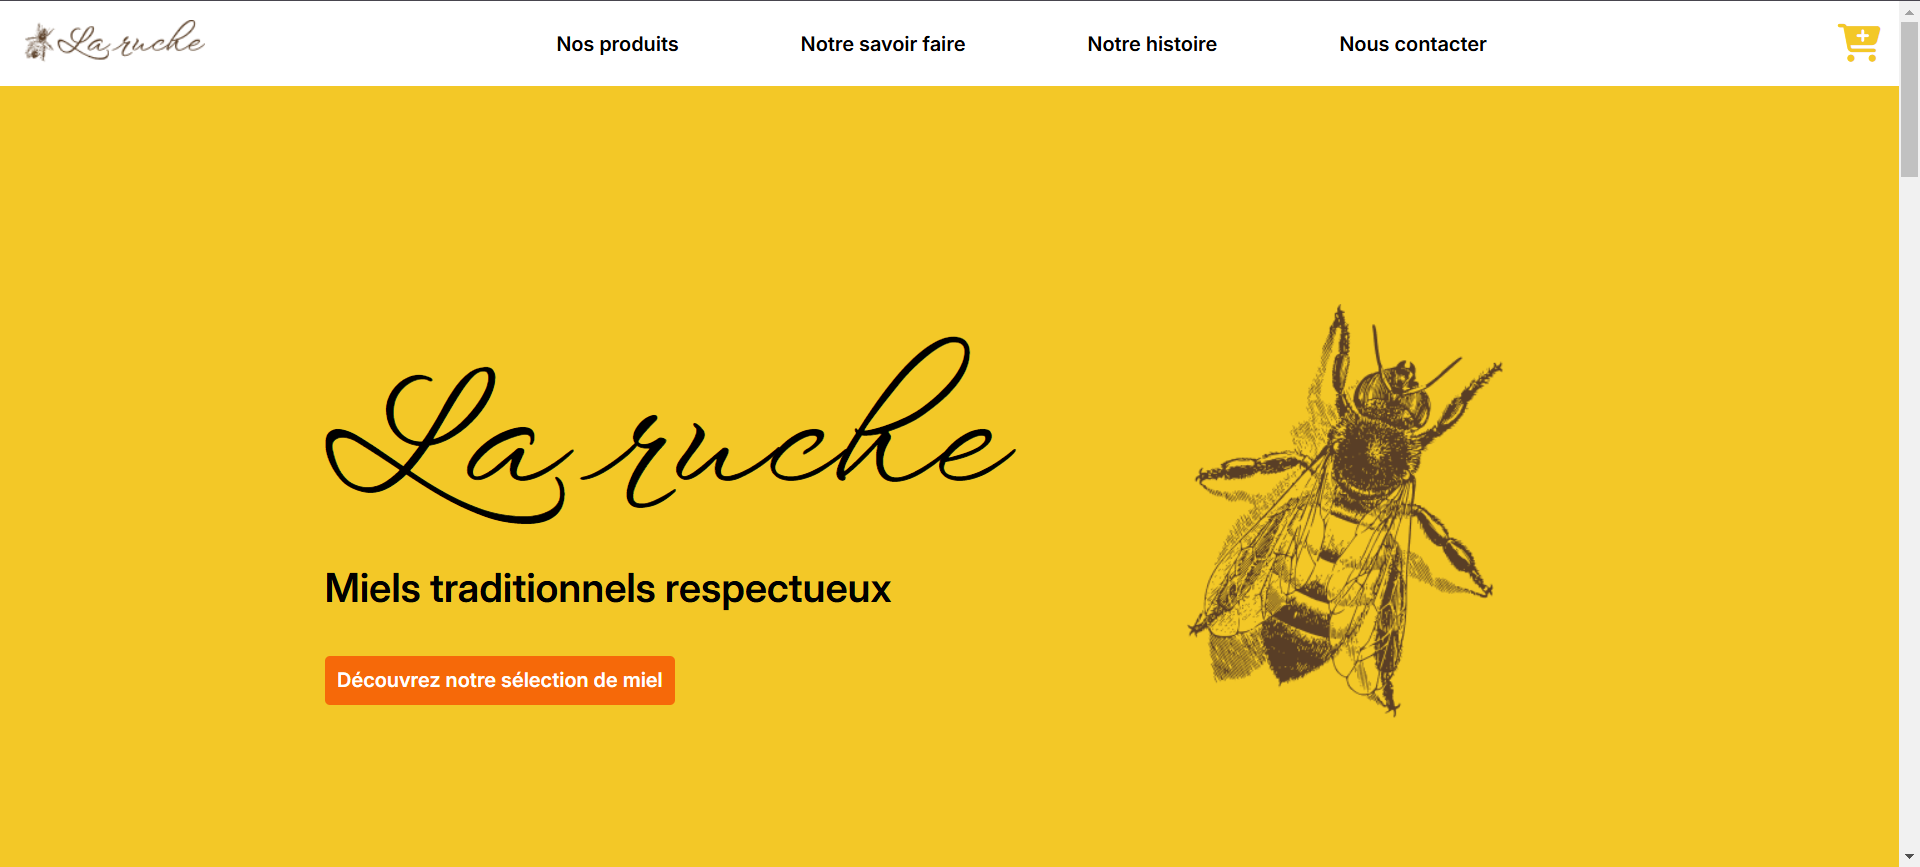 La ruche
Nos produits
Notre savoir faire
Notre histoire
Nous contacter
La ruche
Miels traditionnels respectueux
Découvrez notre sélection de miel